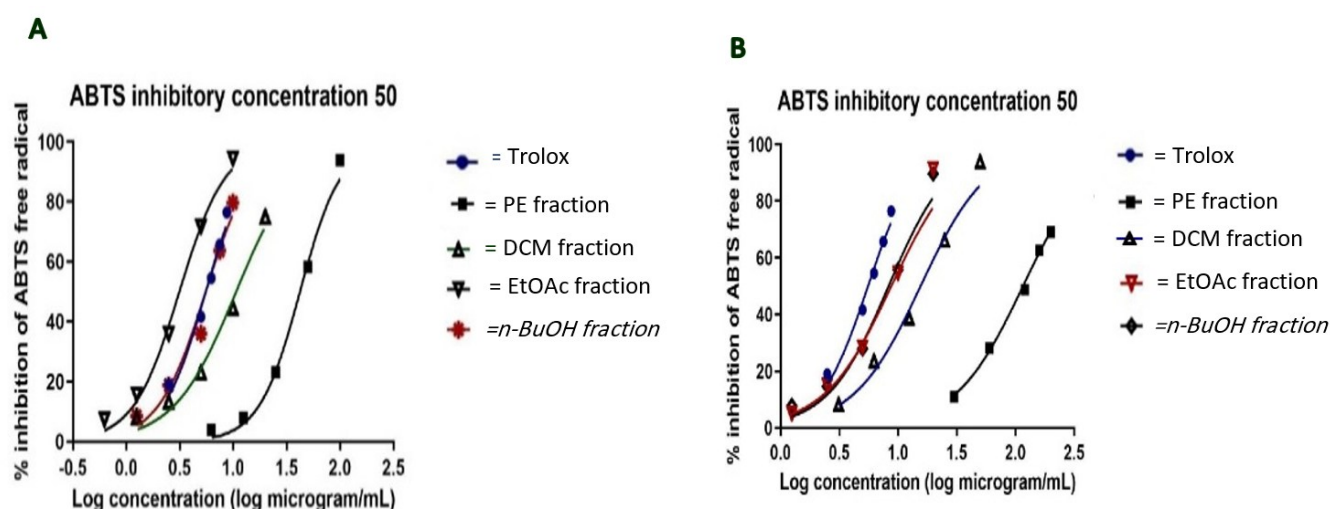 A
ABTS inhibitory concentration 50
% inhibition of ABTS free radical
100
80
60
40
20
0
-0.5 0.0 0.5 1.0 1.5 2.0 2.5
Log concentration (log microgram/mL)
= Trolox
= PE fraction
= DCM fraction
= EtOAc fraction
=n-BuOH fraction
B
ABTS inhibitory concentration 50
% inhibition of ABTS free radical
100
80
60
40
20
0
0.0 0.5 1.0 1.5 2.0 2.5
Log concentration (log microgram/mL)
= Trolox
= PE fraction
= DCM fraction
= EtOAc fraction
=n-BuOH fraction